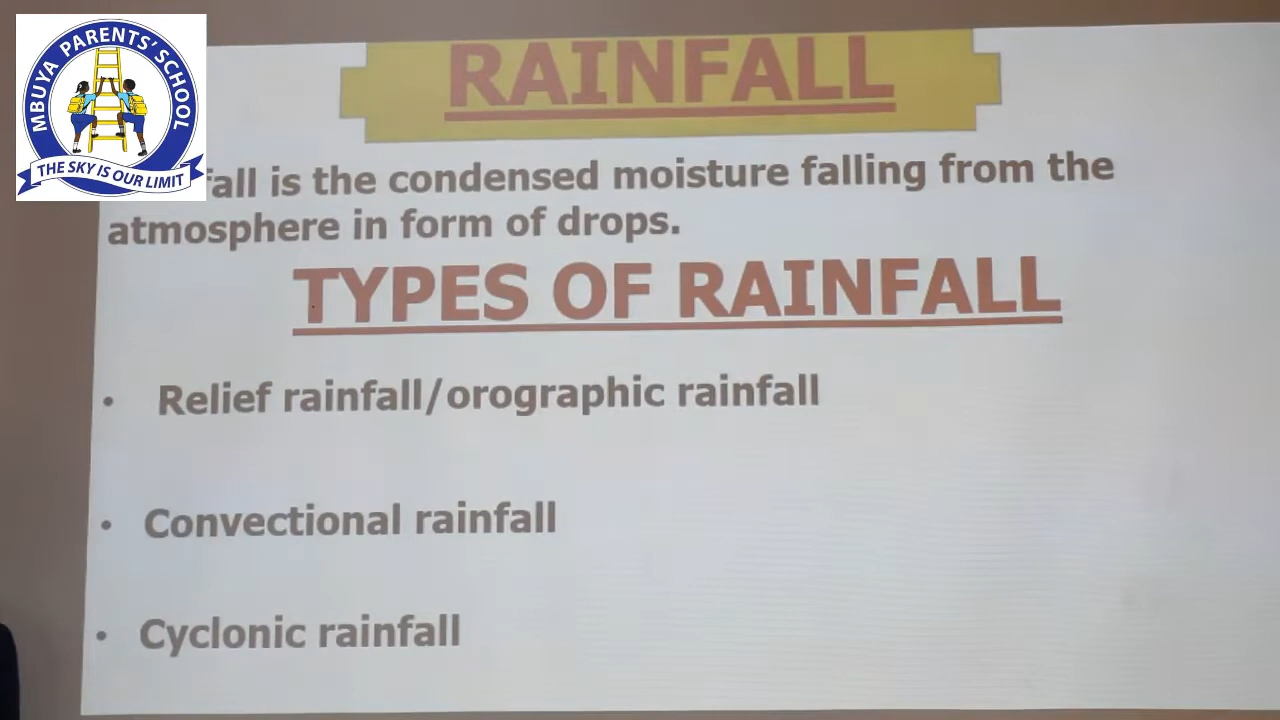 MBUYA PARENTS' SCHOOL
THE SKY IS OUR LIMIT
RAINFALL
fall is the condensed moisture falling from the
atmosphere in form of drops.
TYPES OF RAINFALL
• Relief rainfall/orographic rainfall
• Convectional rainfall
• Cyclonic rainfall